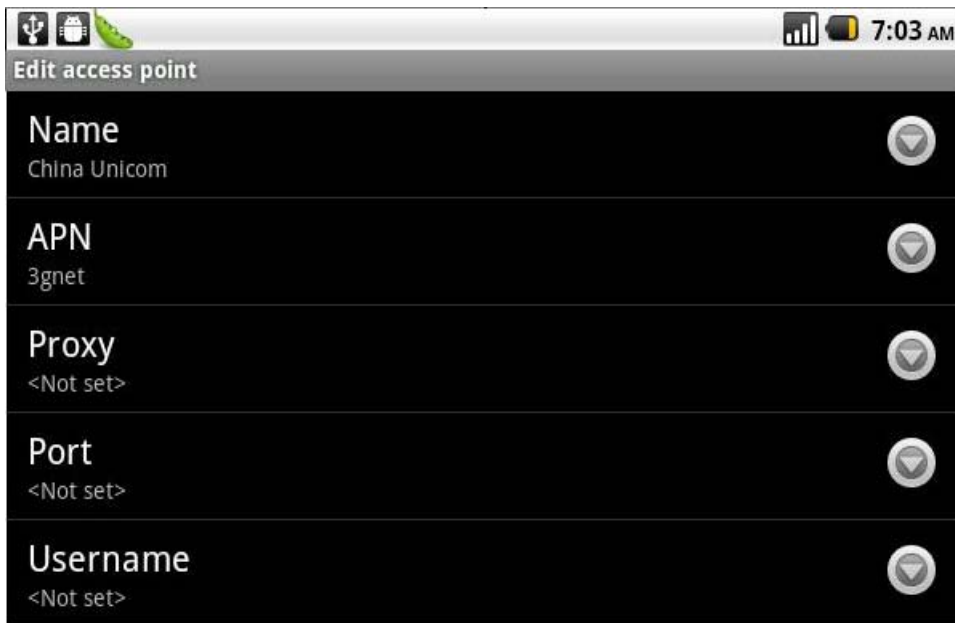 7:03 AM
Edit access point
Name
China Unicom
APN
3gnet
Proxy
<Not set>
Port
<Not set>
Username
<Not set>